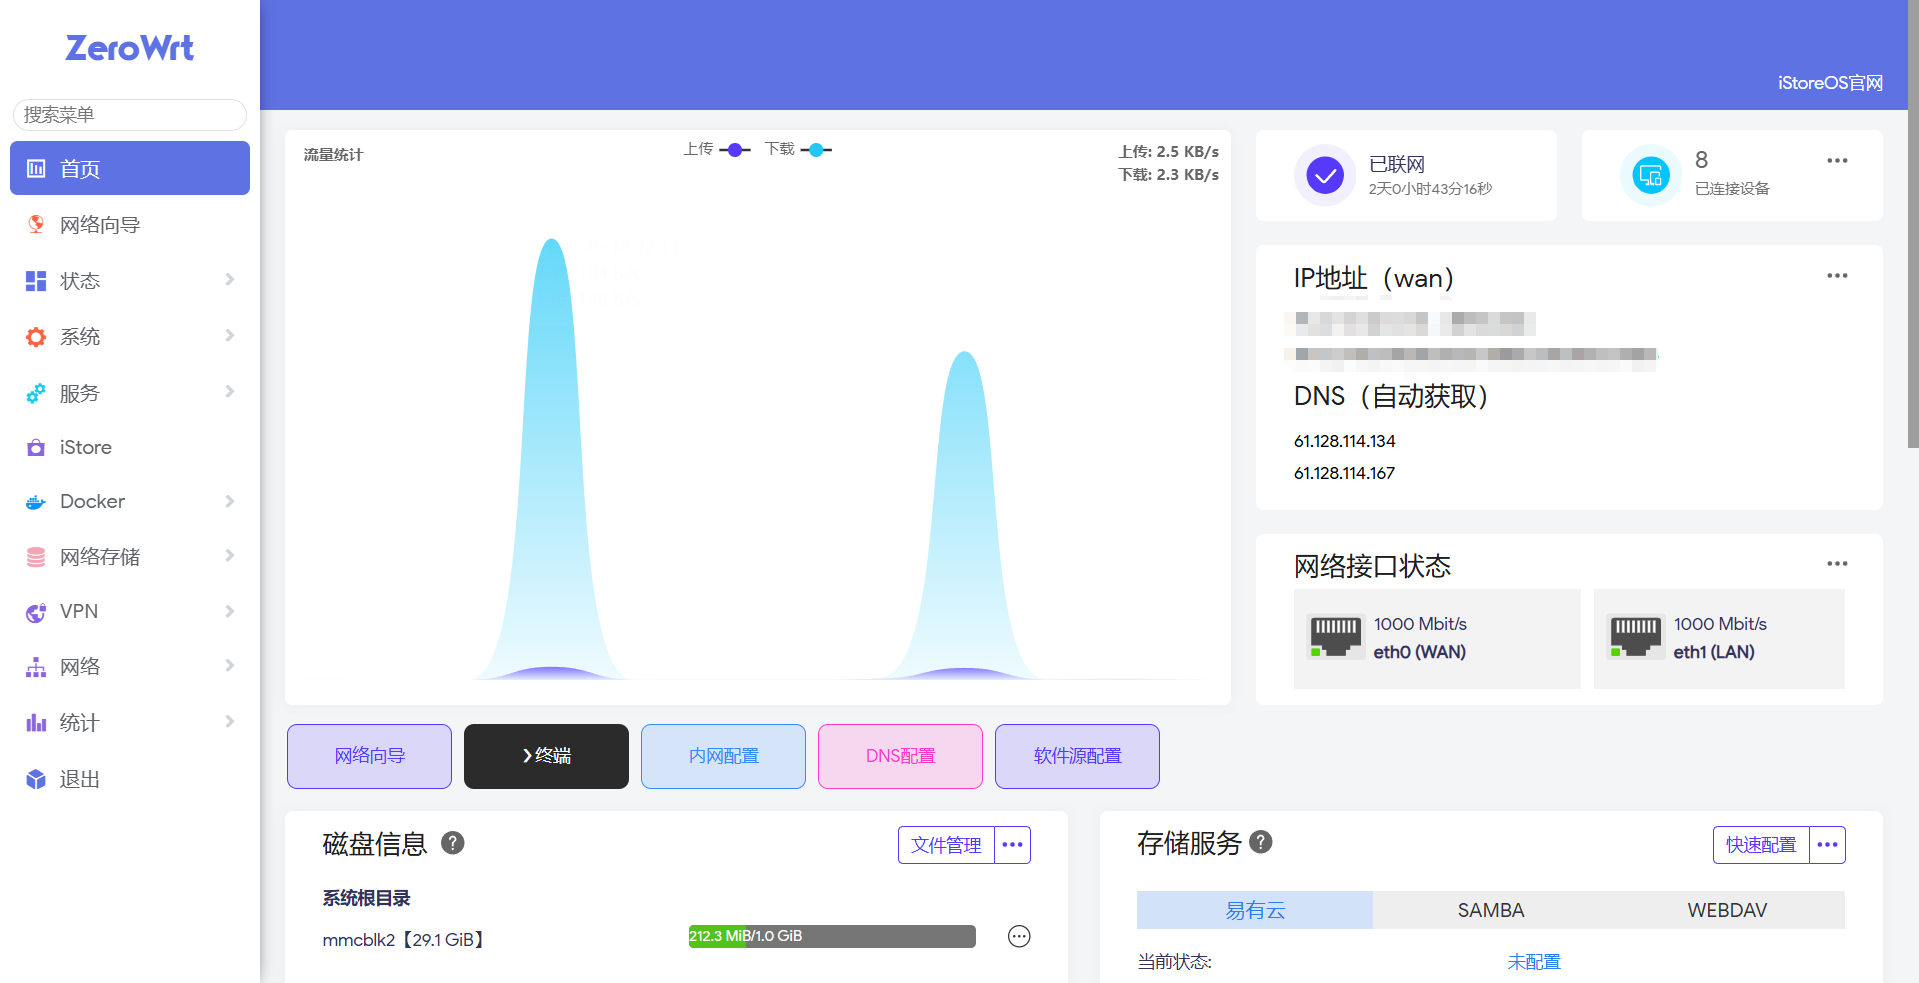 ZeroWrt
搜索菜单
首页
网络向导
状态
系统
服务
iStore
Docker
网络存储
VPN
网络
统计
退出
iStoreOS官网
流量统计
上传 下载
上传: 2.5 KB/s
下载: 2.3 KB/s
已联网
2天0小时43分16秒
8
已连接设备
IP地址（wan）
DNS（自动获取）
61.128.114.134
61.128.114.167
网络接口状态
1000 Mbit/s
eth0 (WAN)
1000 Mbit/s
eth1 (LAN)
网络向导
❯终端
内网配置
DNS配置
软件源配置
磁盘信息 ?
文件管理
系统根目录
mmcblk2【29.1 GiB】
212.3 MiB/1.0 GiB
存储服务 ?
快速配置
易有云
SAMBA
WEBDAV
当前状态:
未配置